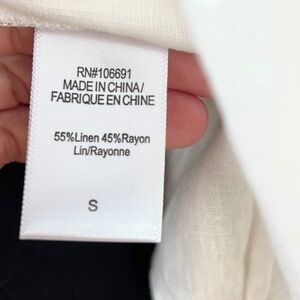 RN#106691
MADE IN CHINA/
FABRIQUE EN CHINE
55%Linen 45%Rayon
Lin/Rayonne
S